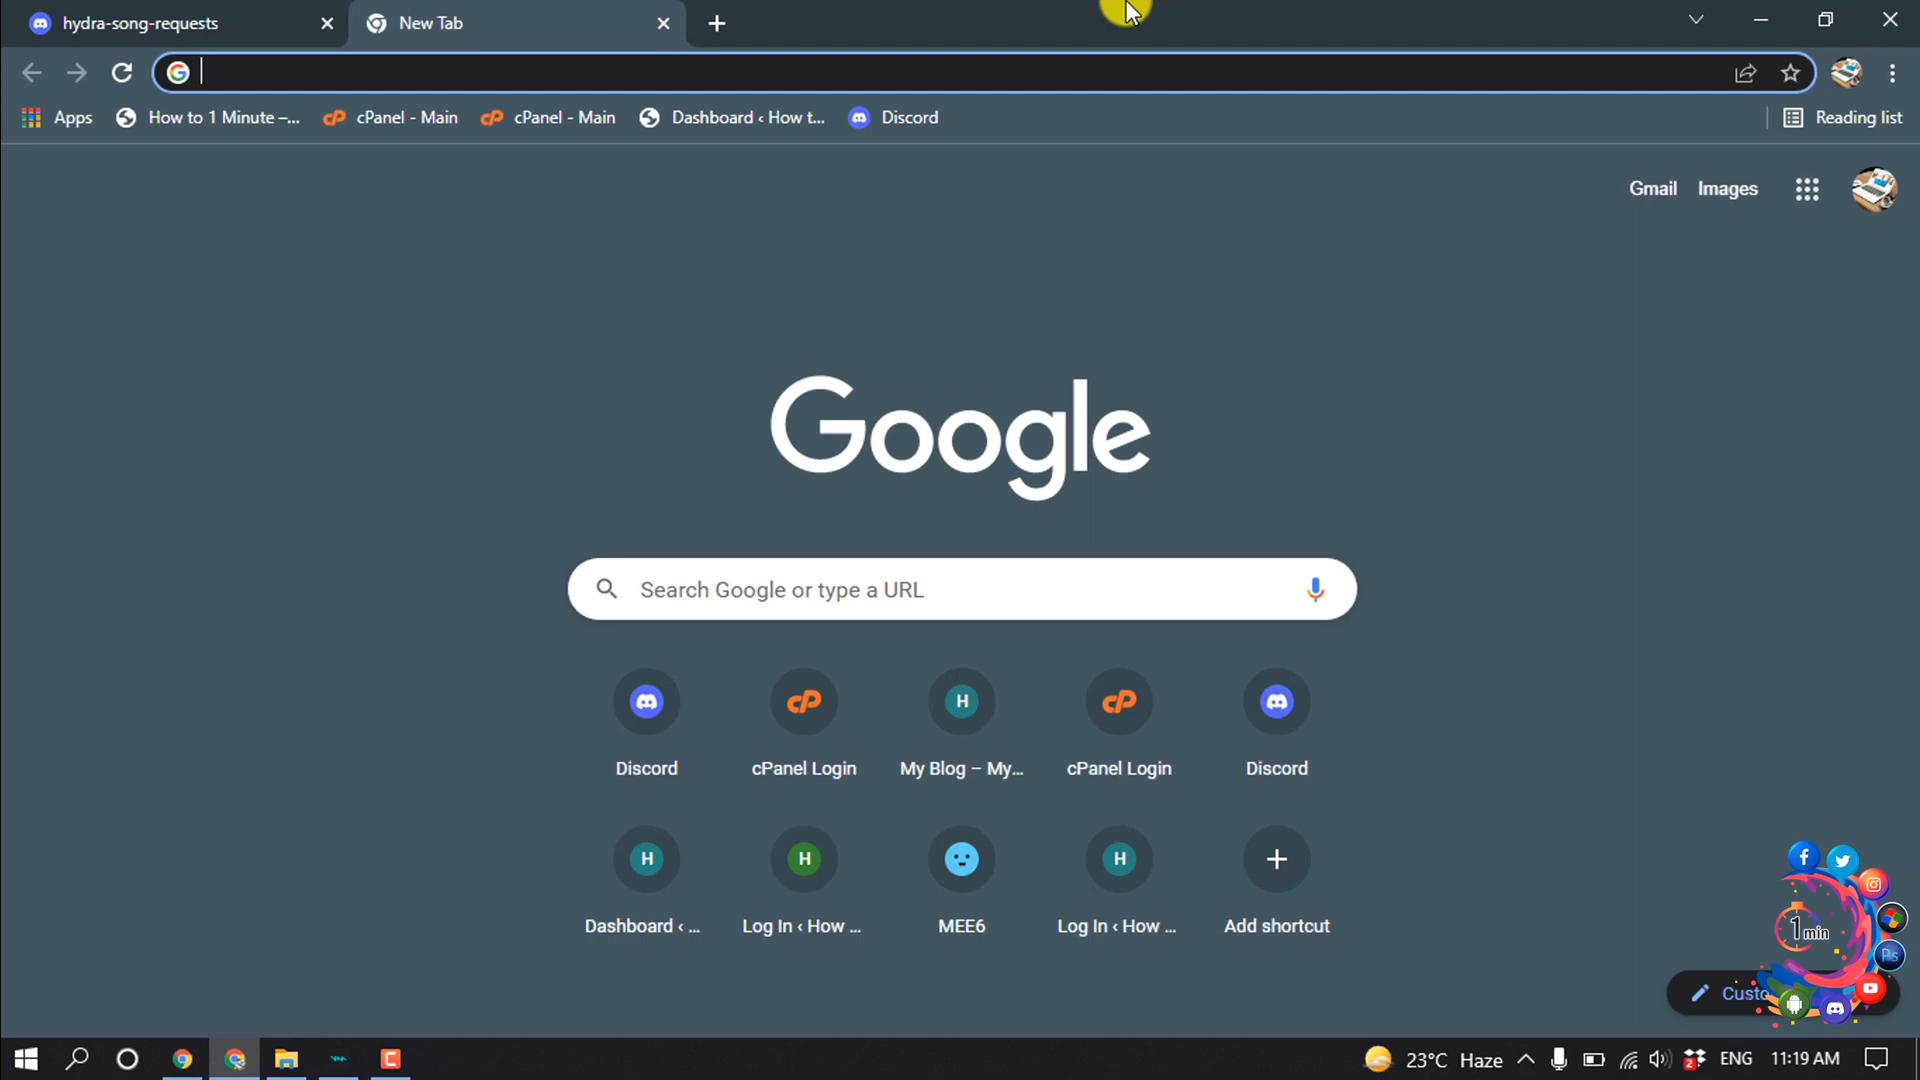 hydra-song-requests
New Tab
Apps
How to 1 Minute –...
cPanel - Main
cPanel - Main
Dashboard ‹ How t...
Discord
Reading list
Gmail
Images
Google
Search Google or type a URL
Discord
cPanel Login
My Blog – My...
cPanel Login
Discord
Dashboard ‹ ...
Log In ‹ How ...
MEE6
Log In ‹ How ...
Add shortcut
1 min
Custo
23°C Haze
ENG
11:19 AM